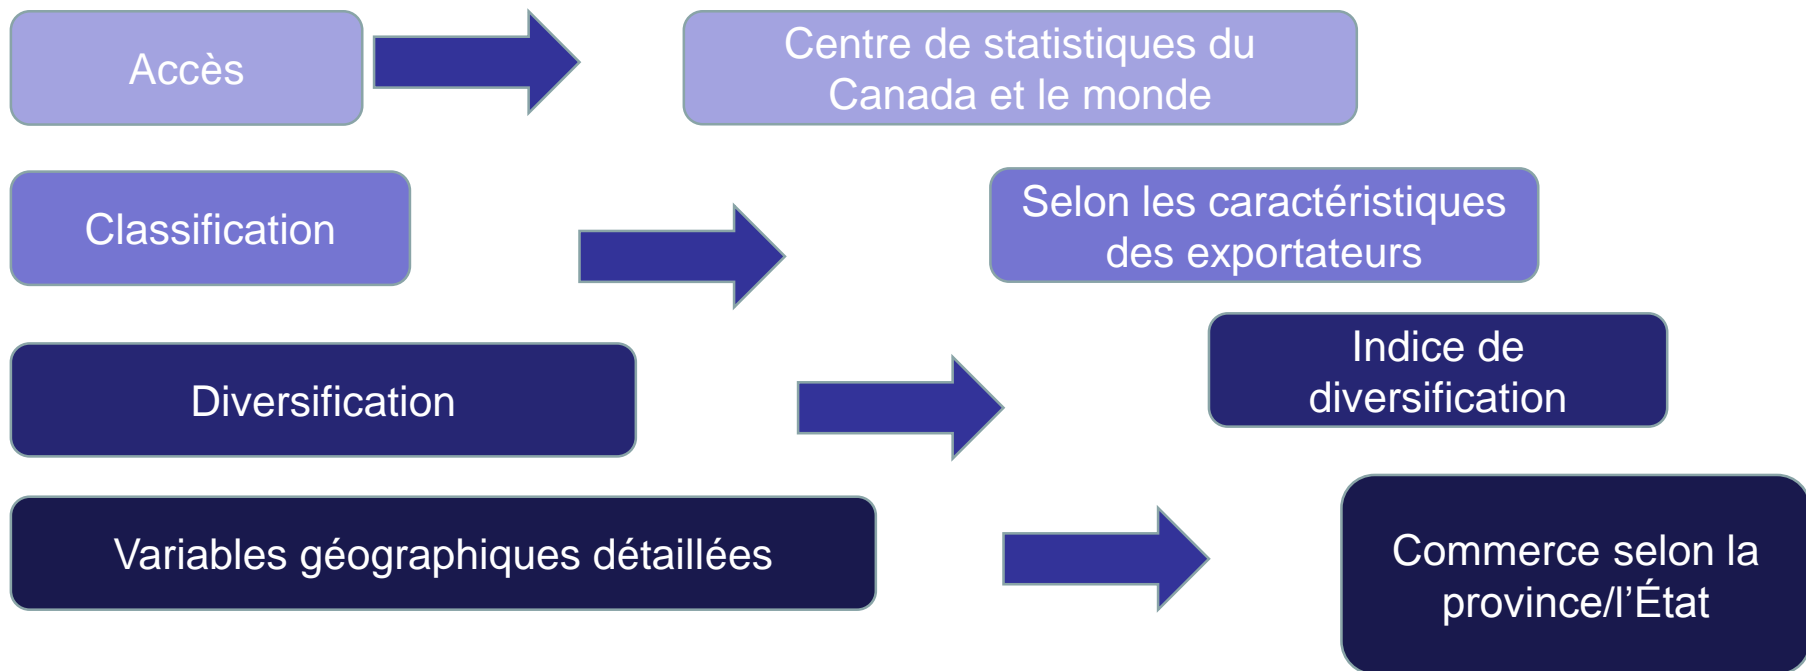 Accès
Centre de statistiques du
Canada et le monde
Classification
Selon les caractéristiques
des exportateurs
Diversification
Indice de
diversification
Variables géographiques détaillées
Commerce selon la
province/l’État